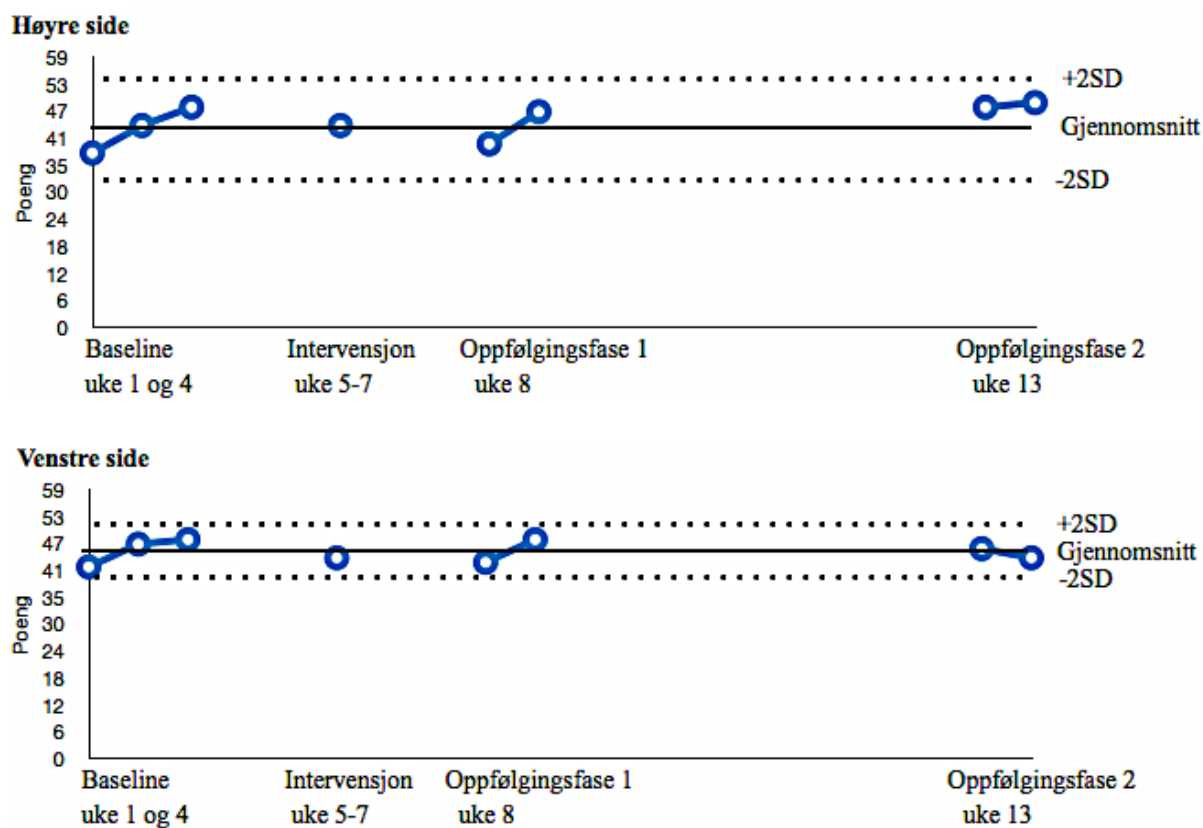 Høyre side
59
53
47
41
35
30
24
18
12
6
0
Poeng
+2SD
Gjennomsnitt
-2SD
Baseline Intervensjon Oppfølgingsfase 1 Oppfølgingsfase 2
uke 1 og 4 uke 5-7 uke 8 uke 13
Venstre side
59
53
47
41
35
30
24
18
12
6
0
Poeng
+2SD
Gjennomsnitt
-2SD
Baseline Intervensjon Oppfølgingsfase 1 Oppfølgingsfase 2
uke 1 og 4 uke 5-7 uke 8 uke 13